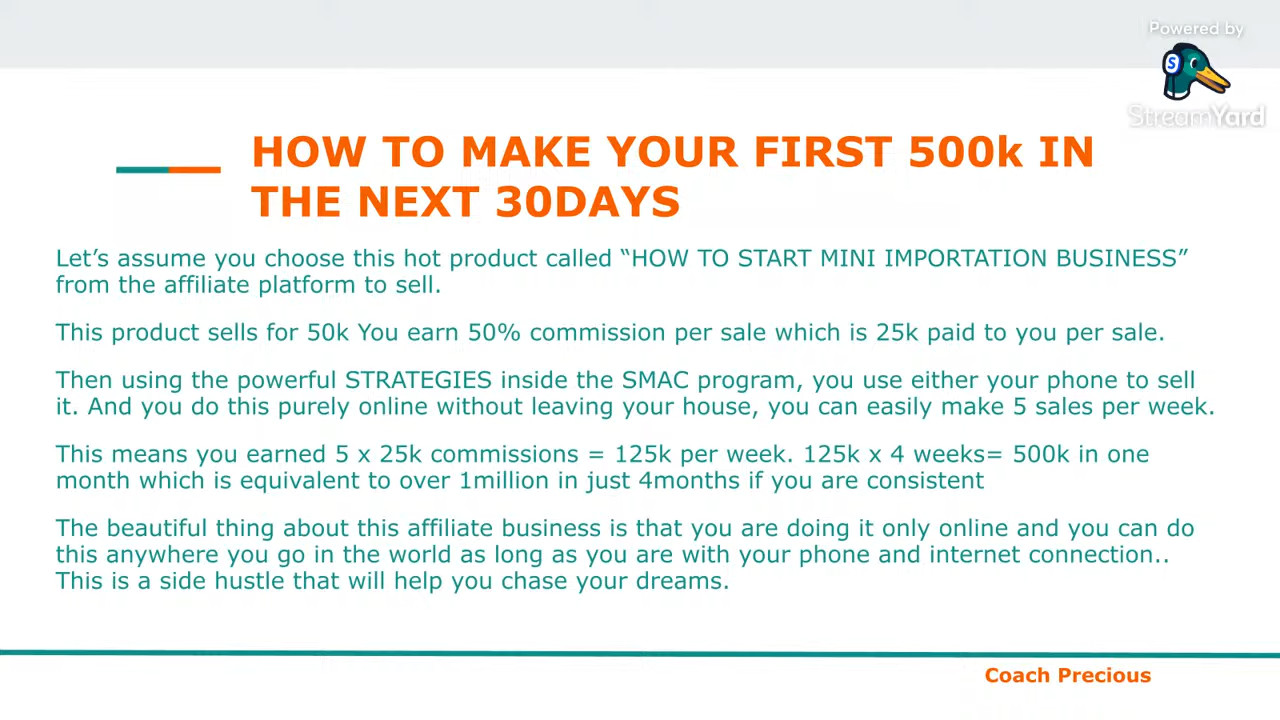 Powered by
S
StreamYard
HOW TO MAKE YOUR FIRST 500k IN
THE NEXT 30DAYS
Let’s assume you choose this hot product called “HOW TO START MINI IMPORTATION BUSINESS”
from the affiliate platform to sell.
This product sells for 50k You earn 50% commission per sale which is 25k paid to you per sale.
Then using the powerful STRATEGIES inside the SMAC program, you use either your phone to sell
it. And you do this purely online without leaving your house, you can easily make 5 sales per week.
This means you earned 5 x 25k commissions = 125k per week. 125k x 4 weeks= 500k in one
month which is equivalent to over 1million in just 4months if you are consistent
The beautiful thing about this affiliate business is that you are doing it only online and you can do
this anywhere you go in the world as long as you are with your phone and internet connection..
This is a side hustle that will help you chase your dreams.
Coach Precious